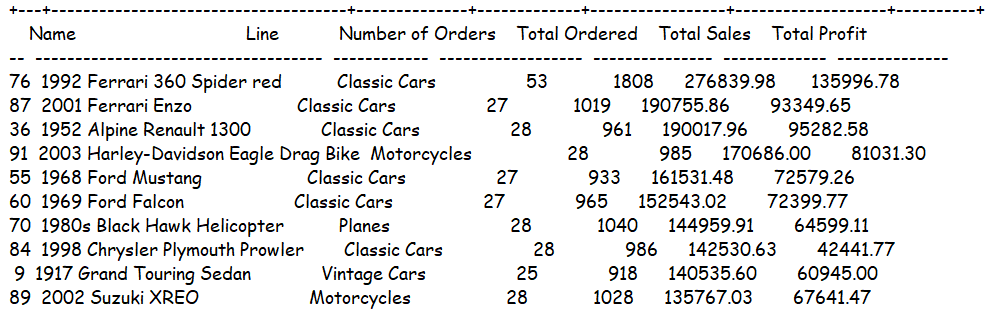 +---+-------------------------------------+--------------+-------------+----------------+-------------------+----------+
Name Line Number of Orders Total Ordered Total Sales Total Profit
-- --------------------------------- ------------ ------------------ --------------- ------------- --------------
76 1992 Ferrari 360 Spider red Classic Cars 53 1808 276839.98 135996.78
87 2001 Ferrari Enzo Classic Cars 27 1019 190755.86 93349.65
36 1952 Alpine Renault 1300 Classic Cars 28 961 190017.96 95282.58
91 2003 Harley-Davidson Eagle Drag Bike Motorcycles 28 985 170686.00 81031.30
55 1968 Ford Mustang Classic Cars 27 933 161531.48 72579.26
60 1969 Ford Falcon Classic Cars 27 965 152543.02 72399.77
70 1980s Black Hawk Helicopter Planes 28 1040 144959.91 64599.11
84 1998 Chrysler Plymouth Prowler Classic Cars 28 986 142530.63 42441.77
9 1917 Grand Touring Sedan Vintage Cars 25 918 140535.60 60945.00
89 2002 Suzuki XREO Motorcycles 28 1028 135767.03 67641.47